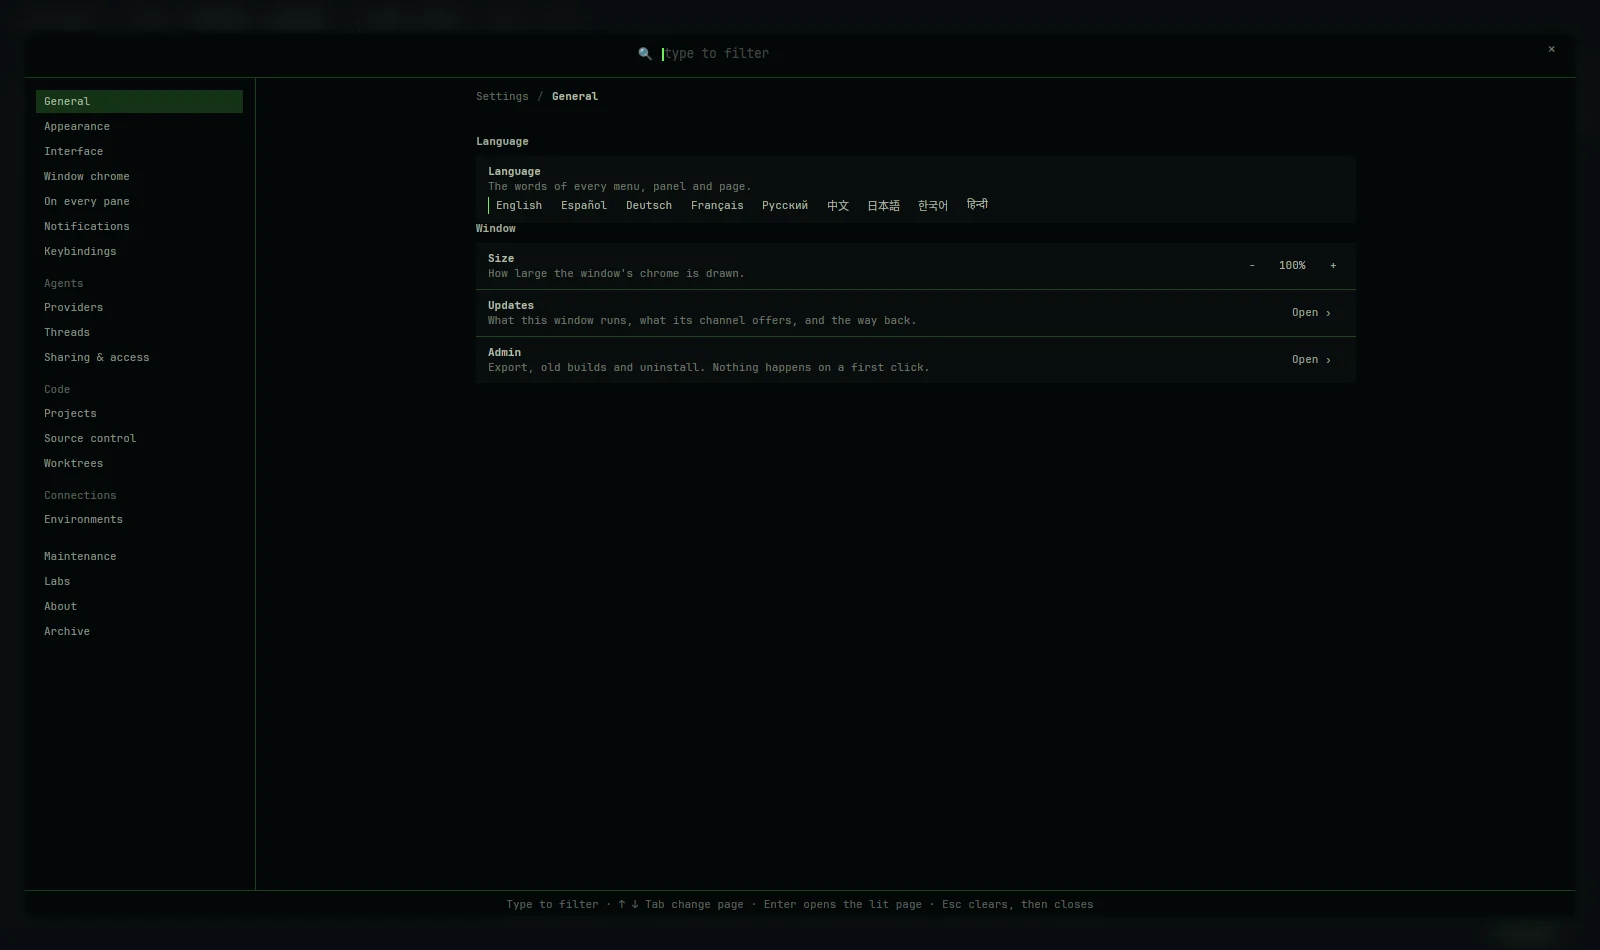 type to filter
×
General
Appearance
Interface
Window chrome
On every pane
Notifications
Keybindings
Agents
Providers
Threads
Sharing & access
Code
Projects
Source control
Worktrees
Connections
Environments
Maintenance
Labs
About
Archive
Settings / General
Language
Language
The words of every menu, panel and page.
English Español Deutsch Français Русский 中文 日本語 한국어 हिन्दी
Window
Size
How large the window's chrome is drawn.
- 100% +
Updates
What this window runs, what its channel offers, and the way back.
Open ›
Admin
Export, old builds and uninstall. Nothing happens on a first click.
Open ›
Type to filter · ↑ ↓ Tab change page · Enter opens the lit page · Esc clears, then closes